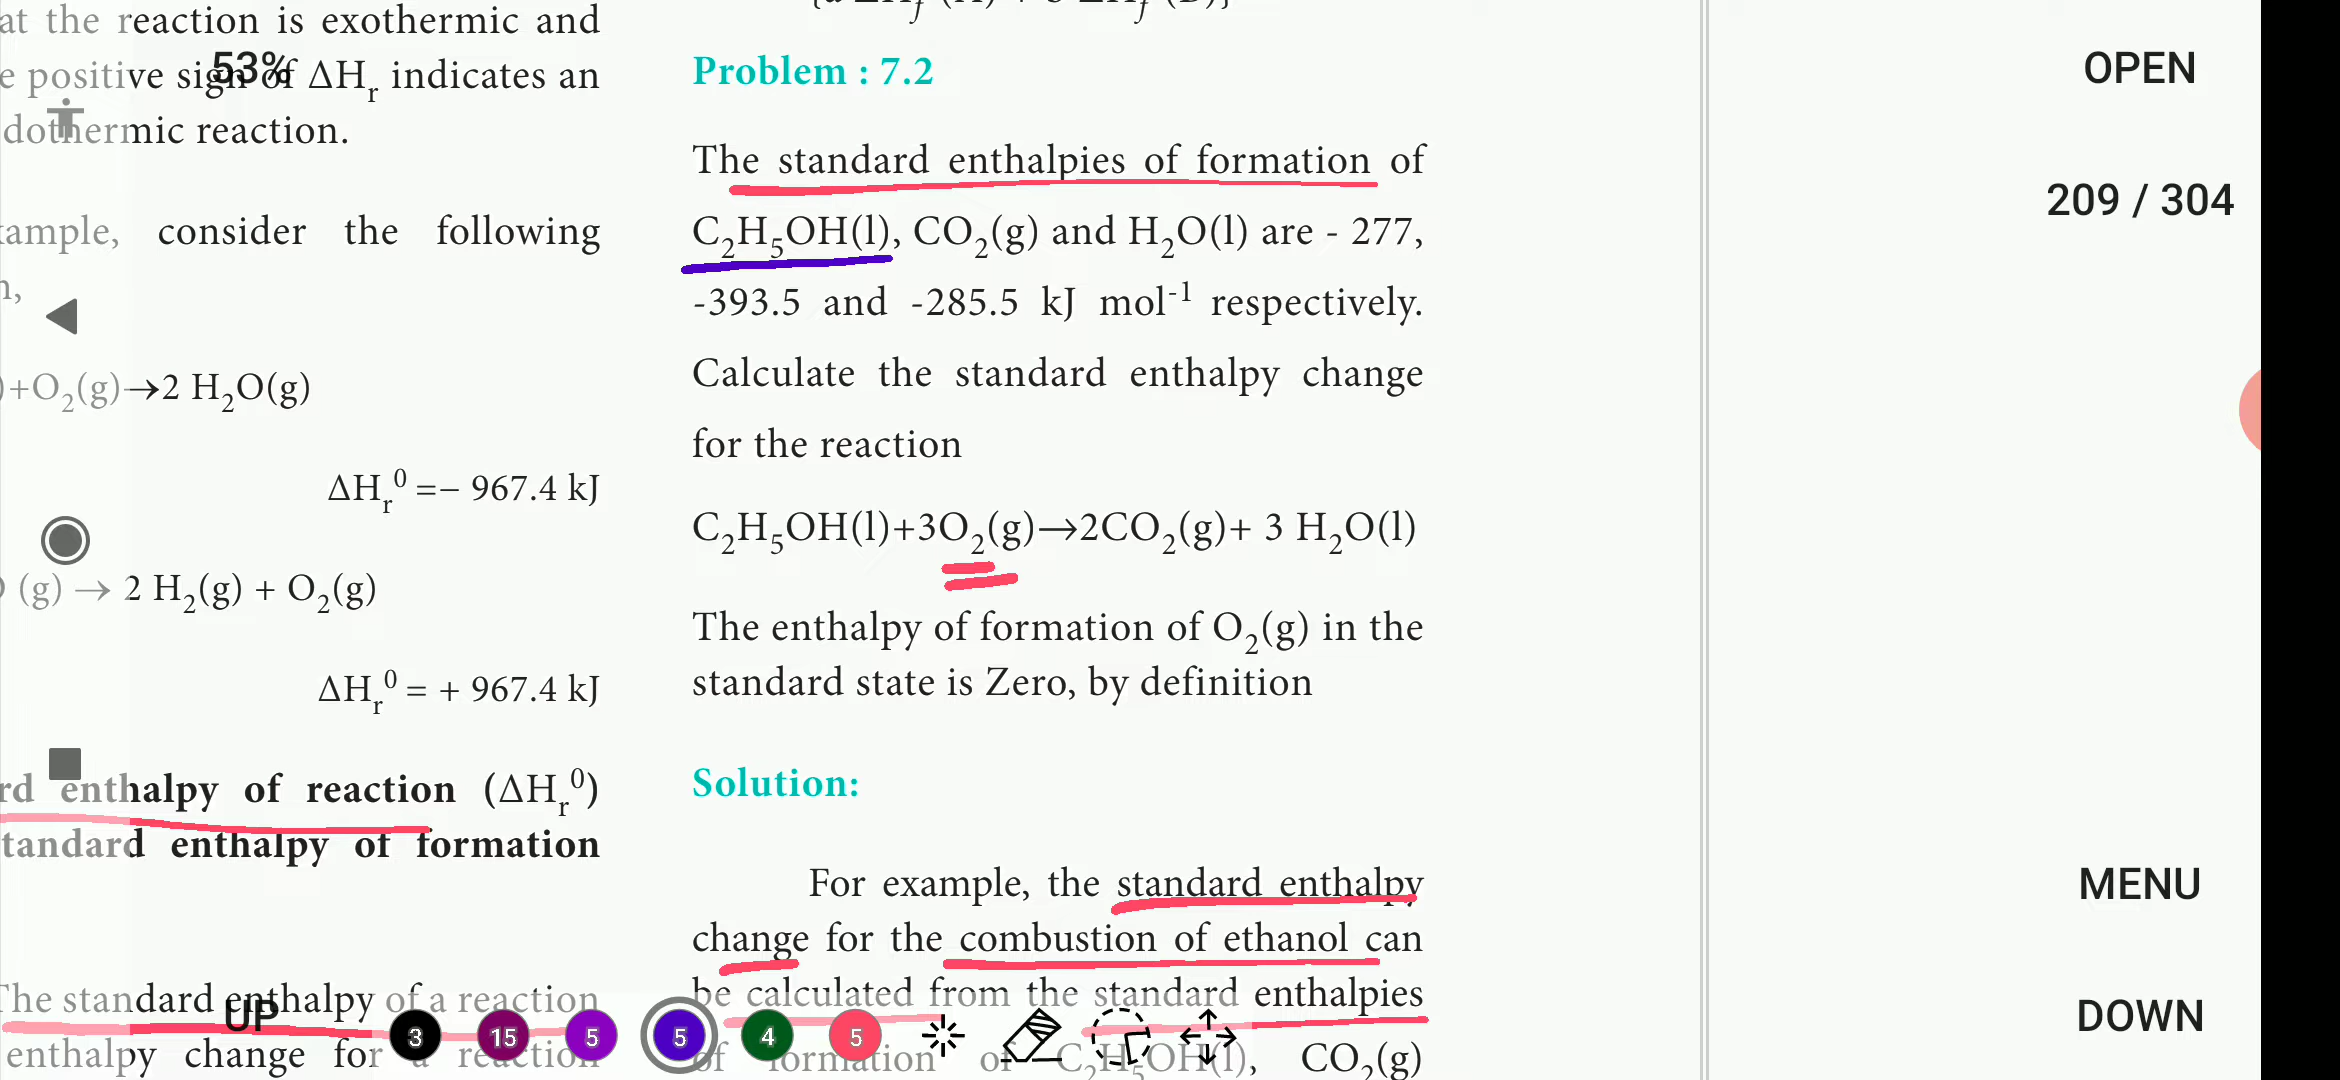 at the reaction is exothermic and
e positive sign of ΔHr indicates an
dothermic reaction.
ample, consider the following
n,
)+O2(g)→2 H2O(g)
ΔHr0 =− 967.4 kJ
(g) → 2 H2(g) + O2(g)
ΔHr0 = + 967.4 kJ
rd enthalpy of reaction (ΔHr0)
tandard enthalpy of formation
The standard enthalpy of a reaction
enthalpy change for a reaction
Problem : 7.2
The standard enthalpies of formation of
C2H5OH(l), CO2(g) and H2O(l) are - 277,
-393.5 and -285.5 kJ mol-1 respectively.
Calculate the standard enthalpy change
for the reaction
C2H5OH(l)+3O2(g)→2CO2(g)+ 3 H2O(l)
The enthalpy of formation of O2(g) in the
standard state is Zero, by definition
Solution:
For example, the standard enthalpy
change for the combustion of ethanol can
be calculated from the standard enthalpies
of formation of C2H5OH(l), CO2(g)
53%
OPEN
209 / 304
MENU
DOWN
UP
3 15 5 5 4 5